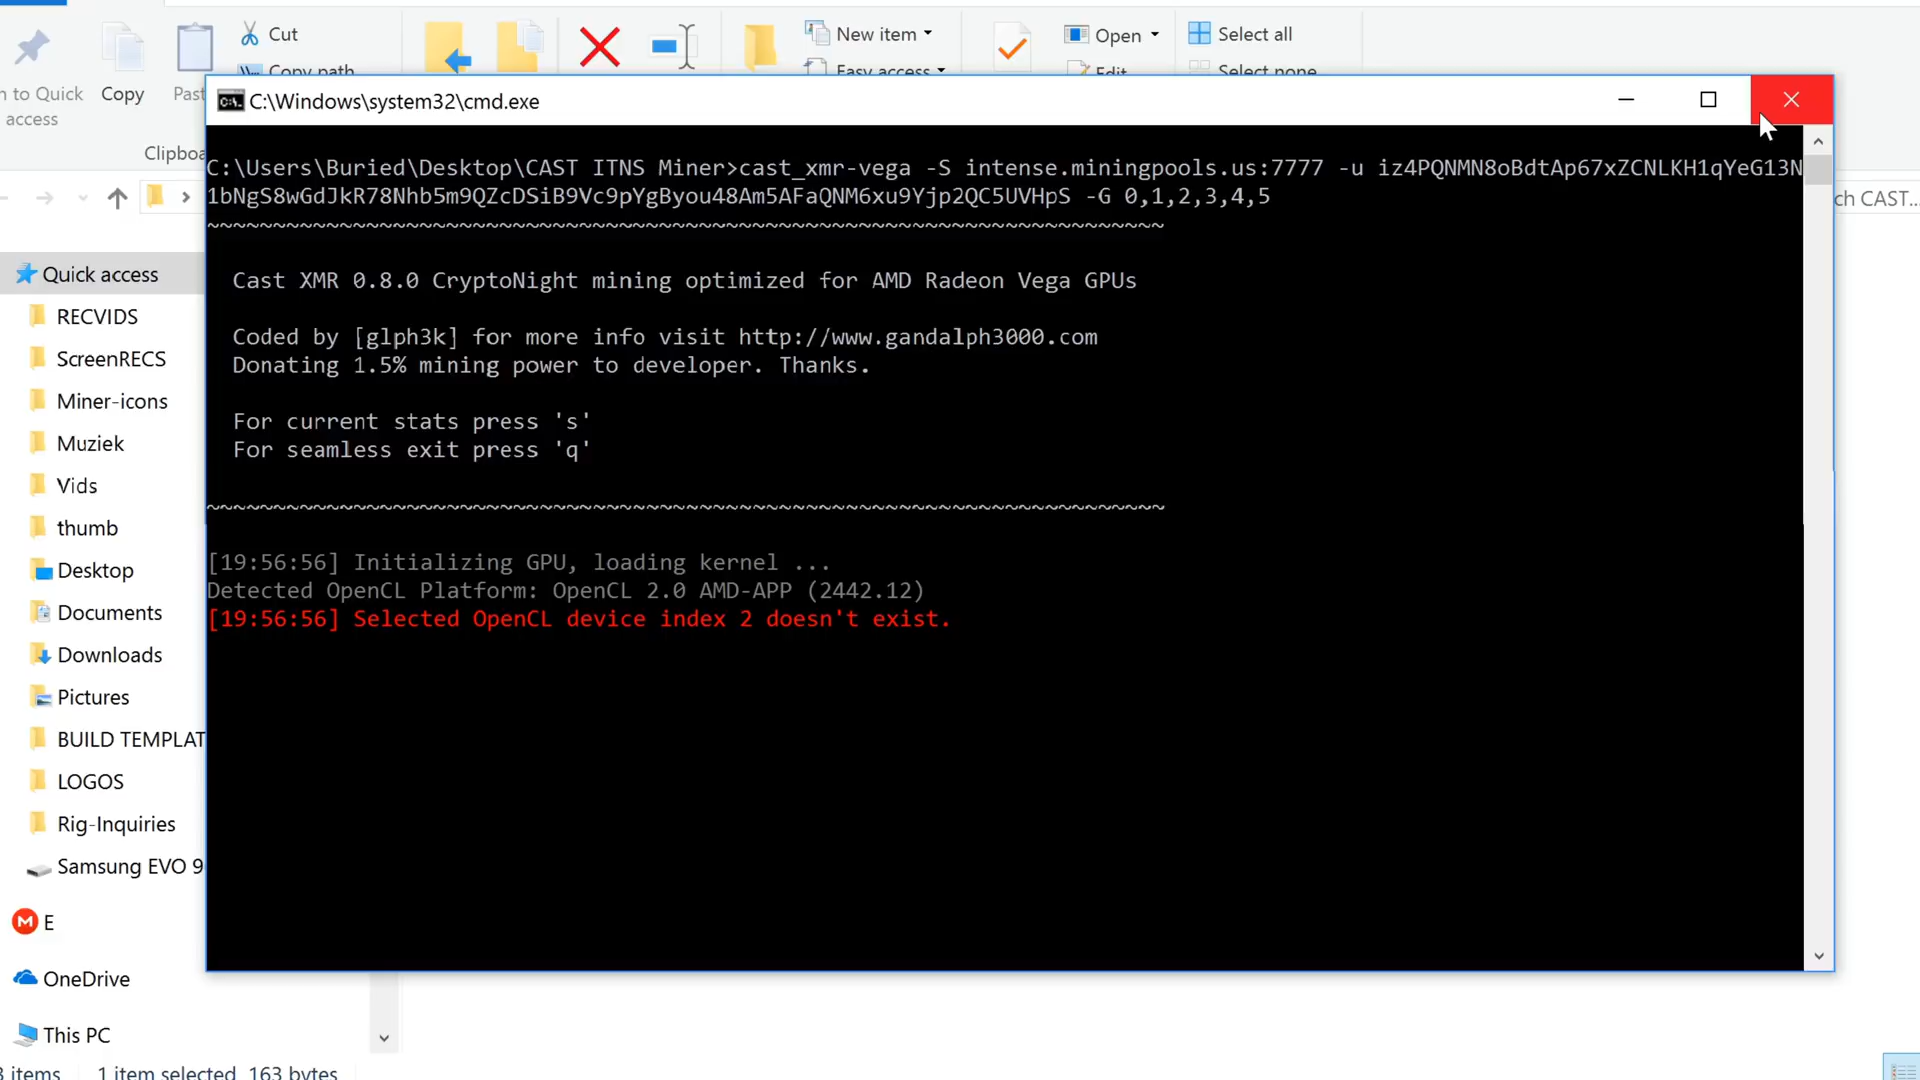 Cut
New item
Open
Select all
Copy path
Easy access
Edit
Select none
n to Quick
access
Copy
Past
Clipboa
C:\Windows\system32\cmd.exe
C:\Users\Buried\Desktop\CAST ITNS Miner>cast_xmr-vega -S intense.miningpools.us:7777 -u iz4PQNMN8oBdtAp67xZCNLKH1qYeG13N
1bNgS8wGdJkR78Nhb5m9QZcDSiB9Vc9pYgByou48Am5AFaQNM6xu9Yjp2QC5UVHpS -G 0,1,2,3,4,5
~~~~~~~~~~~~~~~~~~~~~~~~~~~~~~~~~~~~~~~~~~~~~~~~~~~~~~~~~~~~~~~~~~~~~~~~
Cast XMR 0.8.0 CryptoNight mining optimized for AMD Radeon Vega GPUs
Coded by [glph3k] for more info visit http://www.gandalph3000.com
Donating 1.5% mining power to developer. Thanks.
For current stats press 's'
For seamless exit press 'q'
~~~~~~~~~~~~~~~~~~~~~~~~~~~~~~~~~~~~~~~~~~~~~~~~~~~~~~~~~~~~~~~~~~~~~~~~
[19:56:56] Initializing GPU, loading kernel ...
Detected OpenCL Platform: OpenCL 2.0 AMD-APP (2442.12)
[19:56:56] Selected OpenCL device index 2 doesn't exist.
ch CAST...
Quick access
RECVIDS
ScreenRECS
Miner-icons
Muziek
Vids
thumb
Desktop
Documents
Downloads
Pictures
BUILD TEMPLAT
LOGOS
Rig-Inquiries
Samsung EVO 9
E
OneDrive
This PC
3 items 1 item selected 163 bytes